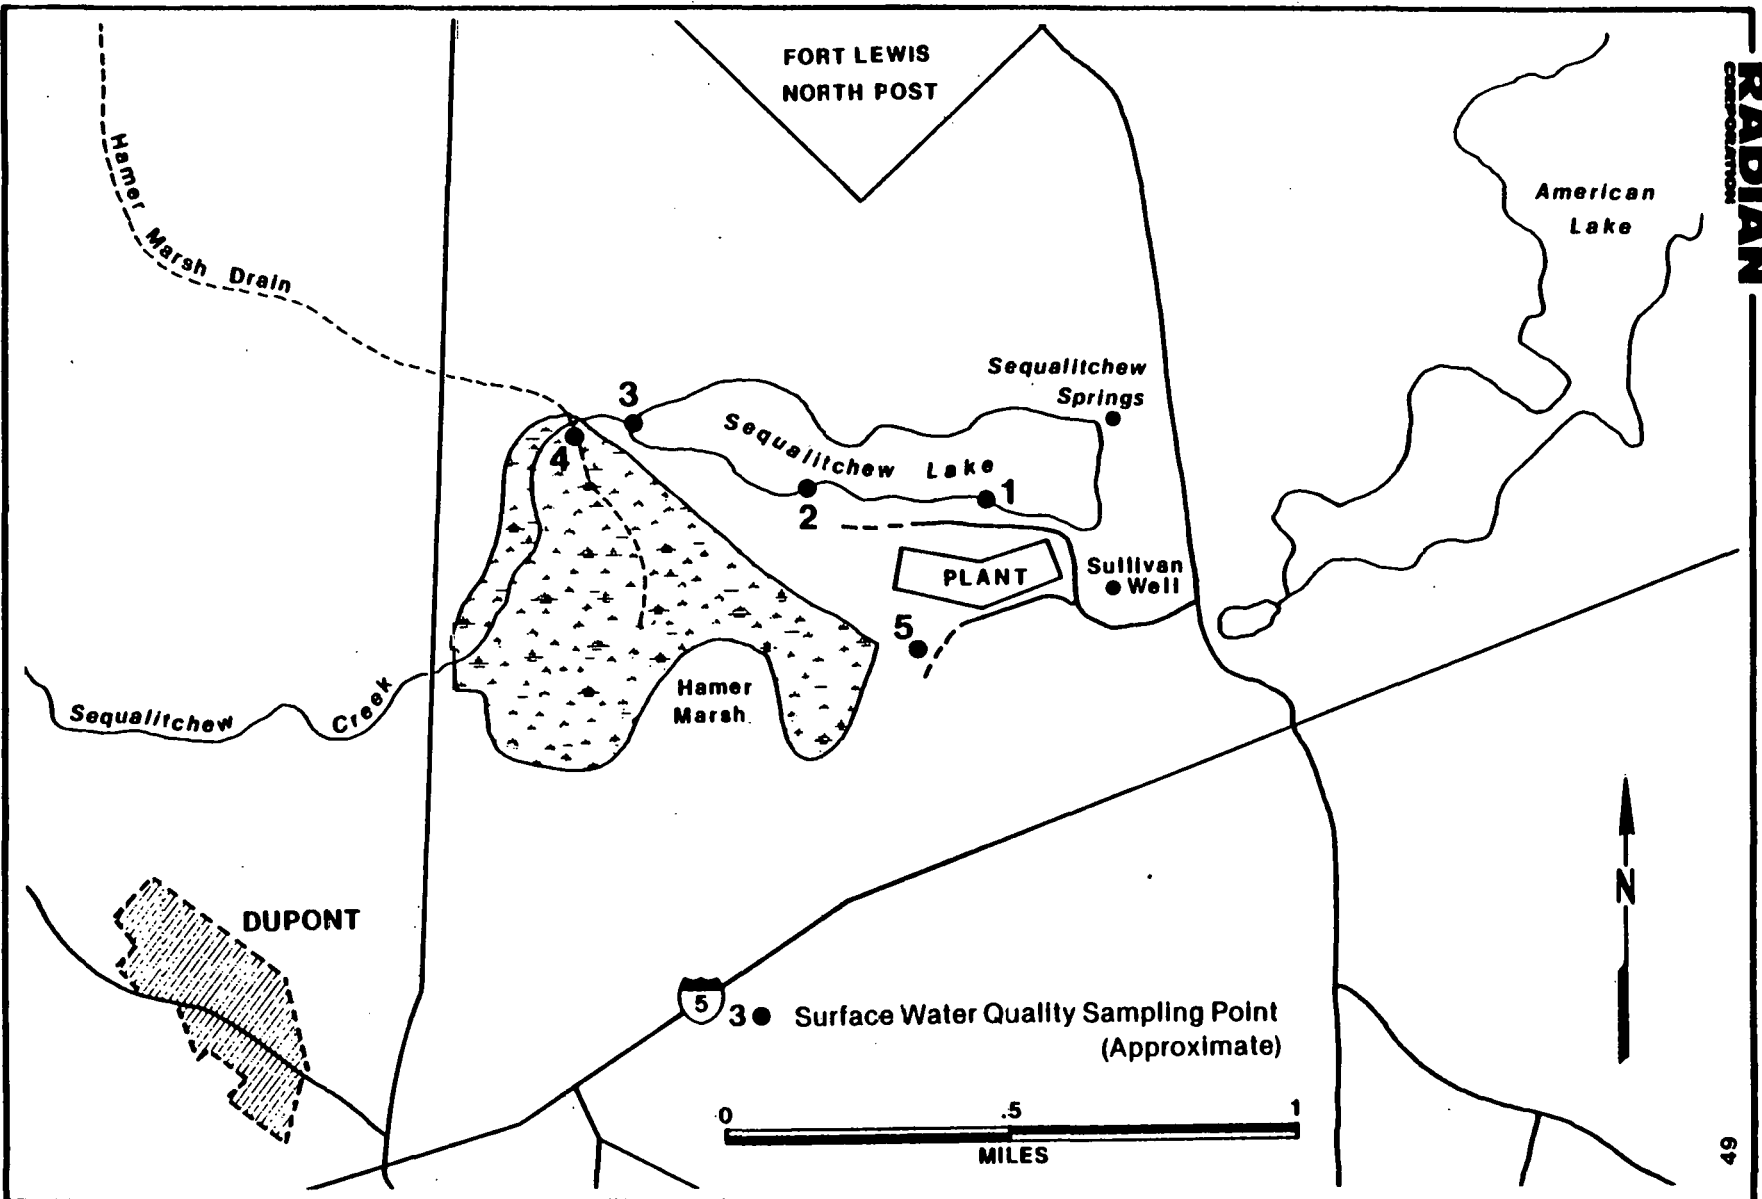 FORT LEWIS
NORTH POST
RADIAN
CORPORATION
American
Lake
Hamer
Marsh Drain
Sequalitchew
Springs
3
Sequalitchew Lake
4
1
2
PLANT
Sullivan
Well
5
Hamer
Marsh
Sequalitchew Creek
N
DUPONT
5
3 Surface Water Quality Sampling Point
(Approximate)
0 .5 1
MILES
49